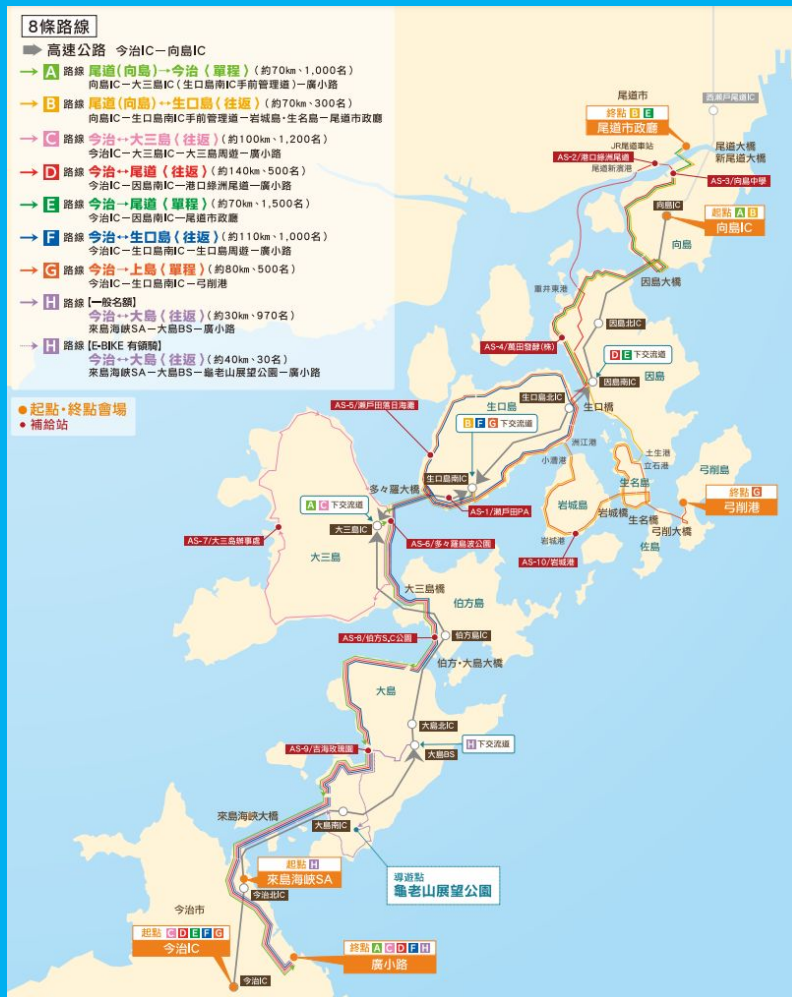 8條路線
高速公路 今治IC－向島IC
A 路線 尾道(向島)→今治〈單程〉(約70km、1,000名)
向島IC－大三島IC(生口島南IC手前管理道)－廣小路
B 路線 尾道(向島)↔生口島〈往返〉(約70km、300名)
向島IC－生口島南IC手前管理道－岩城島・生名島－尾道市政廳
C 路線 今治↔大三島〈往返〉(約100km、1,200名)
今治IC－大三島IC－大三島周遊－廣小路
D 路線 今治↔尾道〈往返〉(約140km、500名)
今治IC－因島南IC－港口綠洲尾道－廣小路
E 路線 今治→尾道〈單程〉(約70km、1,500名)
今治IC－因島南IC－尾道市政廳
F 路線 今治↔生口島〈往返〉(約110km、1,000名)
今治IC－生口島南IC－生口島周遊－廣小路
G 路線 今治→上島〈單程〉(約80km、500名)
今治IC－生口島南IC－弓削港
H 路線【一般名額】
今治↔大島〈往返〉(約30km、970名)
來島海峽SA－大島BS－廣小路
H 路線【E-BIKE 有領騎】
今治↔大島〈往返〉(約40km、30名)
來島海峽SA－大島BS－龜老山展望公園－廣小路
起點・終點會場
補給站
尾道市
西瀨戶尾道IC
終點 B E
尾道市政廳
JR尾道車站
尾道大橋
新尾道大橋
AS-2/港口綠洲尾道
尾道新濱港
AS-3/向島中學
向島IC
起點 A B
向島IC
向島
因島大橋
重井東港
因島北IC
AS-4/萬田發酵(株)
D E 下交流道
因島南IC
因島
生口島北IC
生口橋
生口島
AS-5/瀨戶田落日海灘
B F G 下交流道
洲江港
小漕港
土生港
立石港
生名島
弓削島
生口島南IC
多々羅大橋
AS-1/瀨戶田PA
岩城島
岩城橋
生名橋
終點 G
弓削港
弓削大橋
佐島
岩城港
AS-10/岩城港
A C 下交流道
大三島IC
AS-6/多々羅島波公園
AS-7/大三島辦事處
大三島
大三島橋
伯方島
AS-8/伯方S.C公園
伯方島IC
伯方・大島大橋
大島
大島北IC
AS-9/吉海玫瑰園
H 下交流道
大島BS
來島海峽大橋
大島南IC
起點 H
來島海峽SA
導遊點
龜老山展望公園
今治北IC
今治市
起點 C D E F G
今治IC
終點 A C D F H
廣小路
今治IC